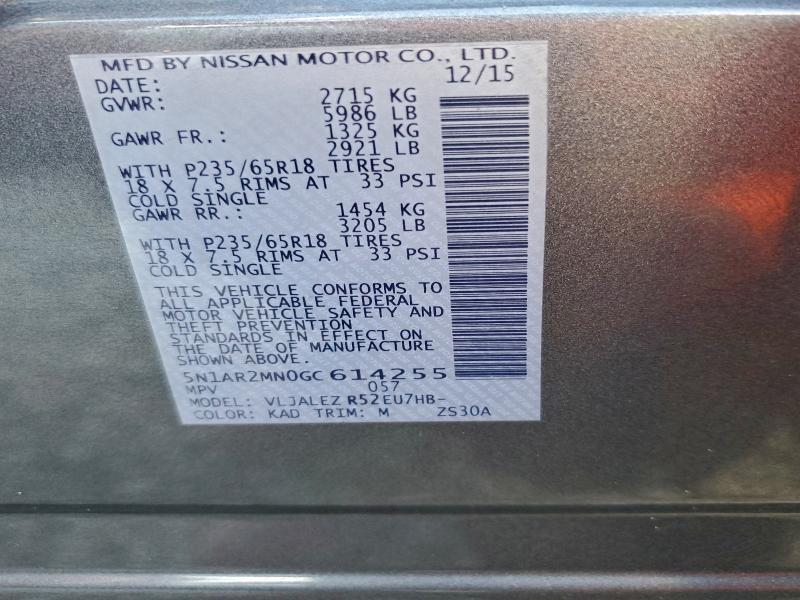 MFD BY NISSAN MOTOR CO., LTD.
DATE: 12/15
GVWR: 2715 KG
5986 LB
GAWR FR.: 1325 KG
2921 LB
WITH P235/65R18 TIRES
18 X 7.5 RIMS AT 33 PSI
COLD SINGLE
GAWR RR.: 1454 KG
3205 LB
WITH P235/65R18 TIRES
18 X 7.5 RIMS AT 33 PSI
COLD SINGLE
THIS VEHICLE CONFORMS TO
ALL APPLICABLE FEDERAL
MOTOR VEHICLE SAFETY AND
THEFT PREVENTION
STANDARDS IN EFFECT ON
THE DATE OF MANUFACTURE
SHOWN ABOVE.
5N1AR2MN0GC614255
MPV 057
MODEL: VLJALEZ R52EU7HB-
COLOR: KAD TRIM: M ZS30A